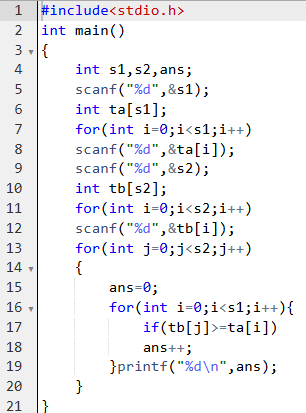 1 #include<stdio.h>
2 int main()
3 {
4 int s1,s2,ans;
5 scanf("%d",&s1);
6 int ta[s1];
7 for(int i=0;i<s1;i++)
8 scanf("%d",&ta[i]);
9 scanf("%d",&s2);
10 int tb[s2];
11 for(int i=0;i<s2;i++)
12 scanf("%d",&tb[i]);
13 for(int j=0;j<s2;j++)
14 {
15 ans=0;
16 for(int i=0;i<s1;i++){
17 if(tb[j]>=ta[i])
18 ans++;
19 }printf("%d\n",ans);
20 }
21 }